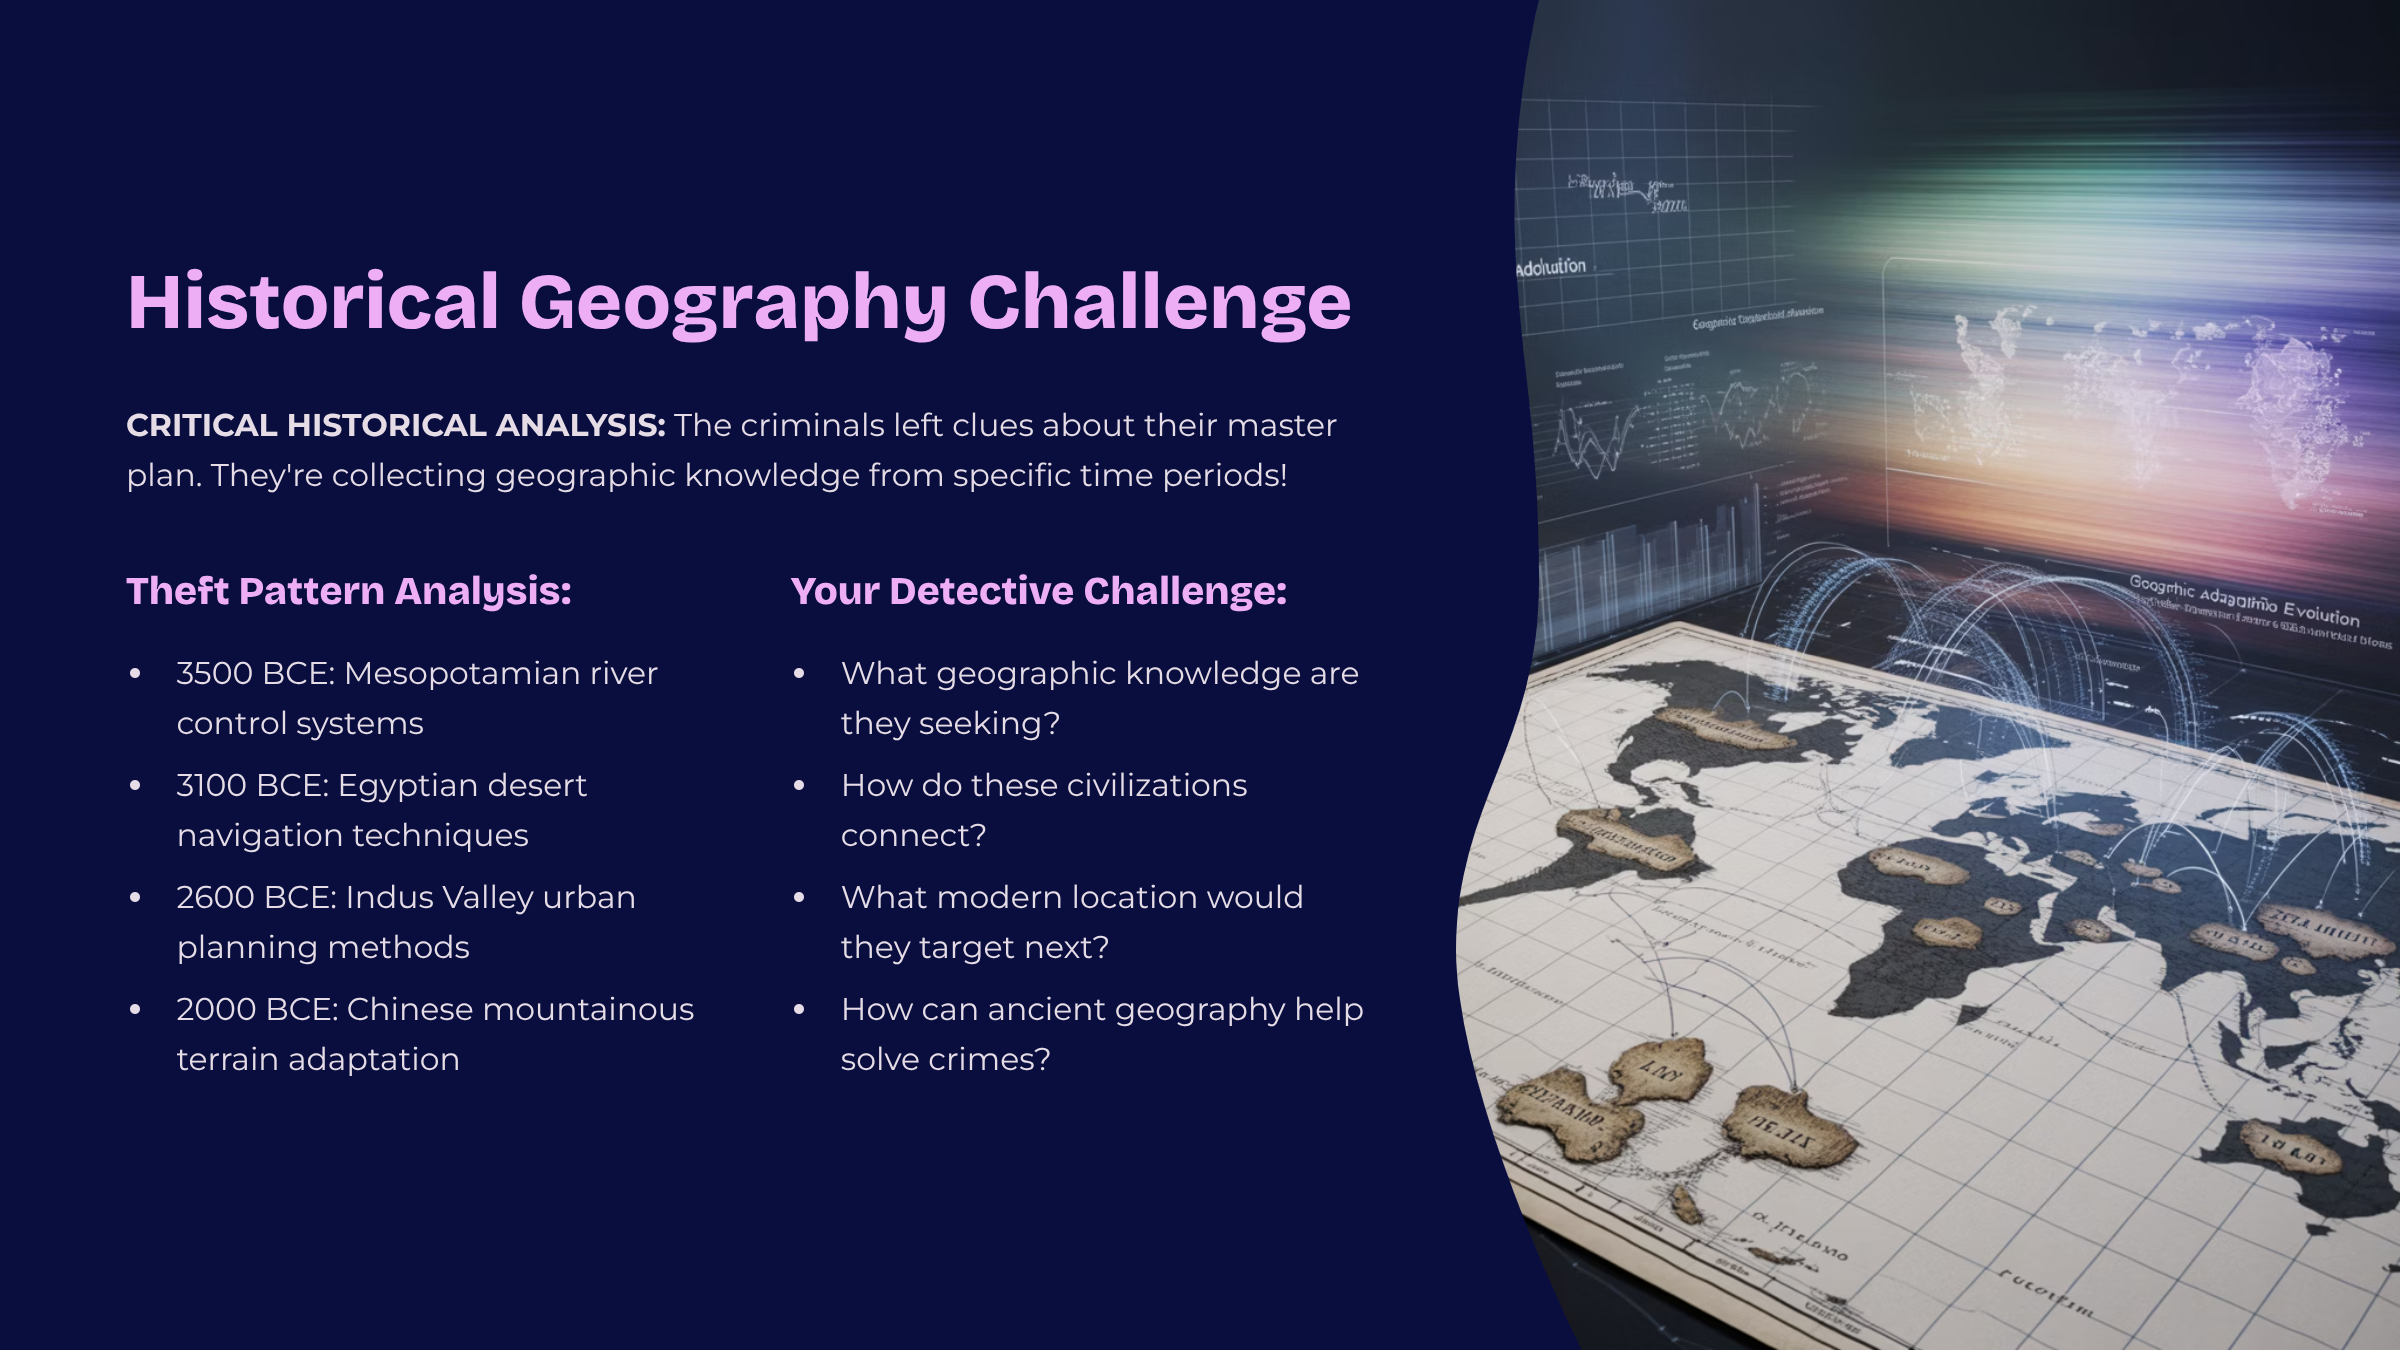 Historical Geography Challenge
CRITICAL HISTORICAL ANALYSIS: The criminals left clues about their master
plan. They're collecting geographic knowledge from specific time periods!
Theft Pattern Analysis:
• 3500 BCE: Mesopotamian river
control systems
• 3100 BCE: Egyptian desert
navigation techniques
• 2600 BCE: Indus Valley urban
planning methods
• 2000 BCE: Chinese mountainous
terrain adaptation
Your Detective Challenge:
• What geographic knowledge are
they seeking?
• How do these civilizations
connect?
• What modern location would
they target next?
• How can ancient geography help
solve crimes?
Evolution